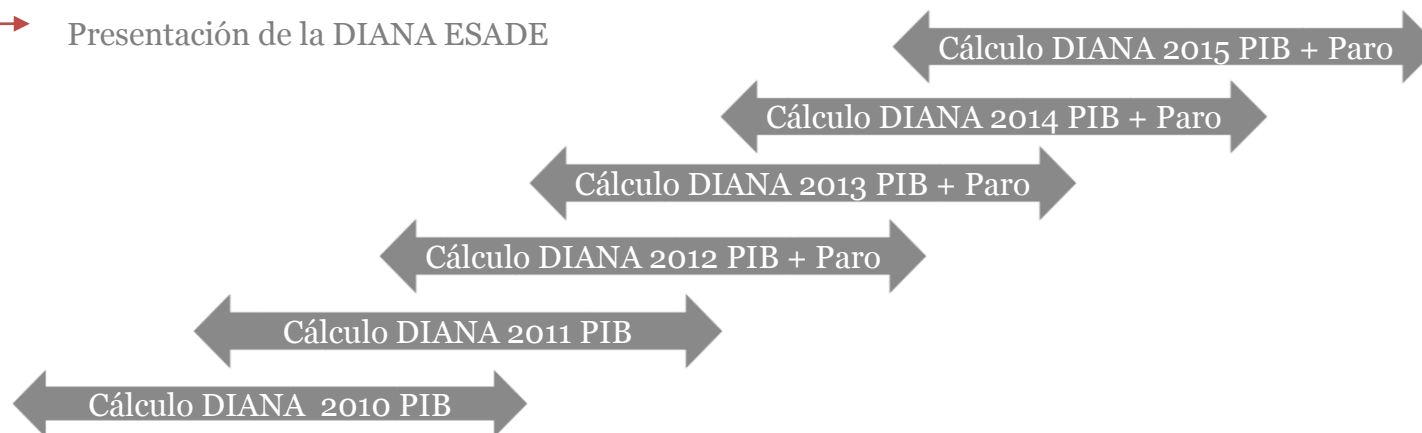 Presentación de la DIANA ESADE
Cálculo DIANA 2015 PIB + Paro
Cálculo DIANA 2014 PIB + Paro
Cálculo DIANA 2013 PIB + Paro
Cálculo DIANA 2012 PIB + Paro
Cálculo DIANA 2011 PIB
Cálculo DIANA 2010 PIB